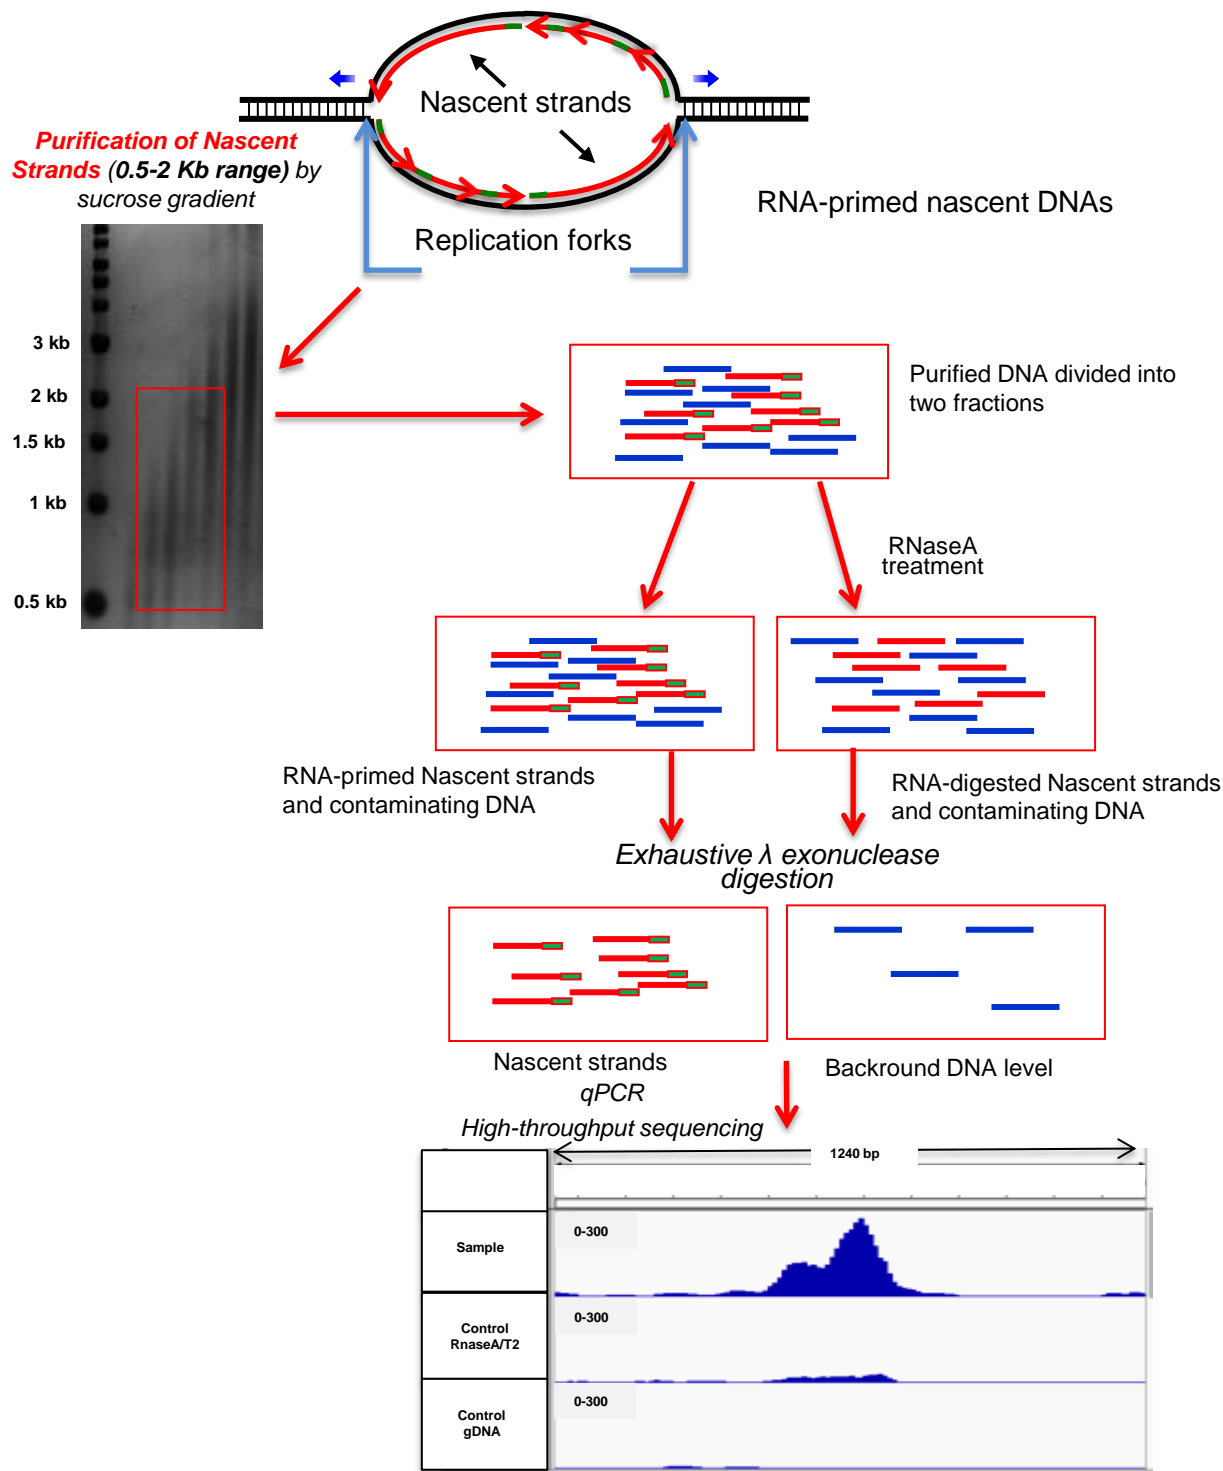 Nascent strands
Purification of Nascent
Strands (0.5-2 Kb range) by
sucrose gradient
RNA-primed nascent DNAs
Replication forks
3 kb
2 kb
1.5 kb
1 kb
0.5 kb
Purified DNA divided into
two fractions
RNaseA
treatment
RNA-primed Nascent strands
and contaminating DNA
RNA-digested Nascent strands
and contaminating DNA
Exhaustive λ exonuclease
digestion
Nascent strands
qPCR
High-throughput sequencing
Backround DNA level
1240 bp
Sample
0-300
Control
RnaseA/T2
0-300
Control
gDNA
0-300